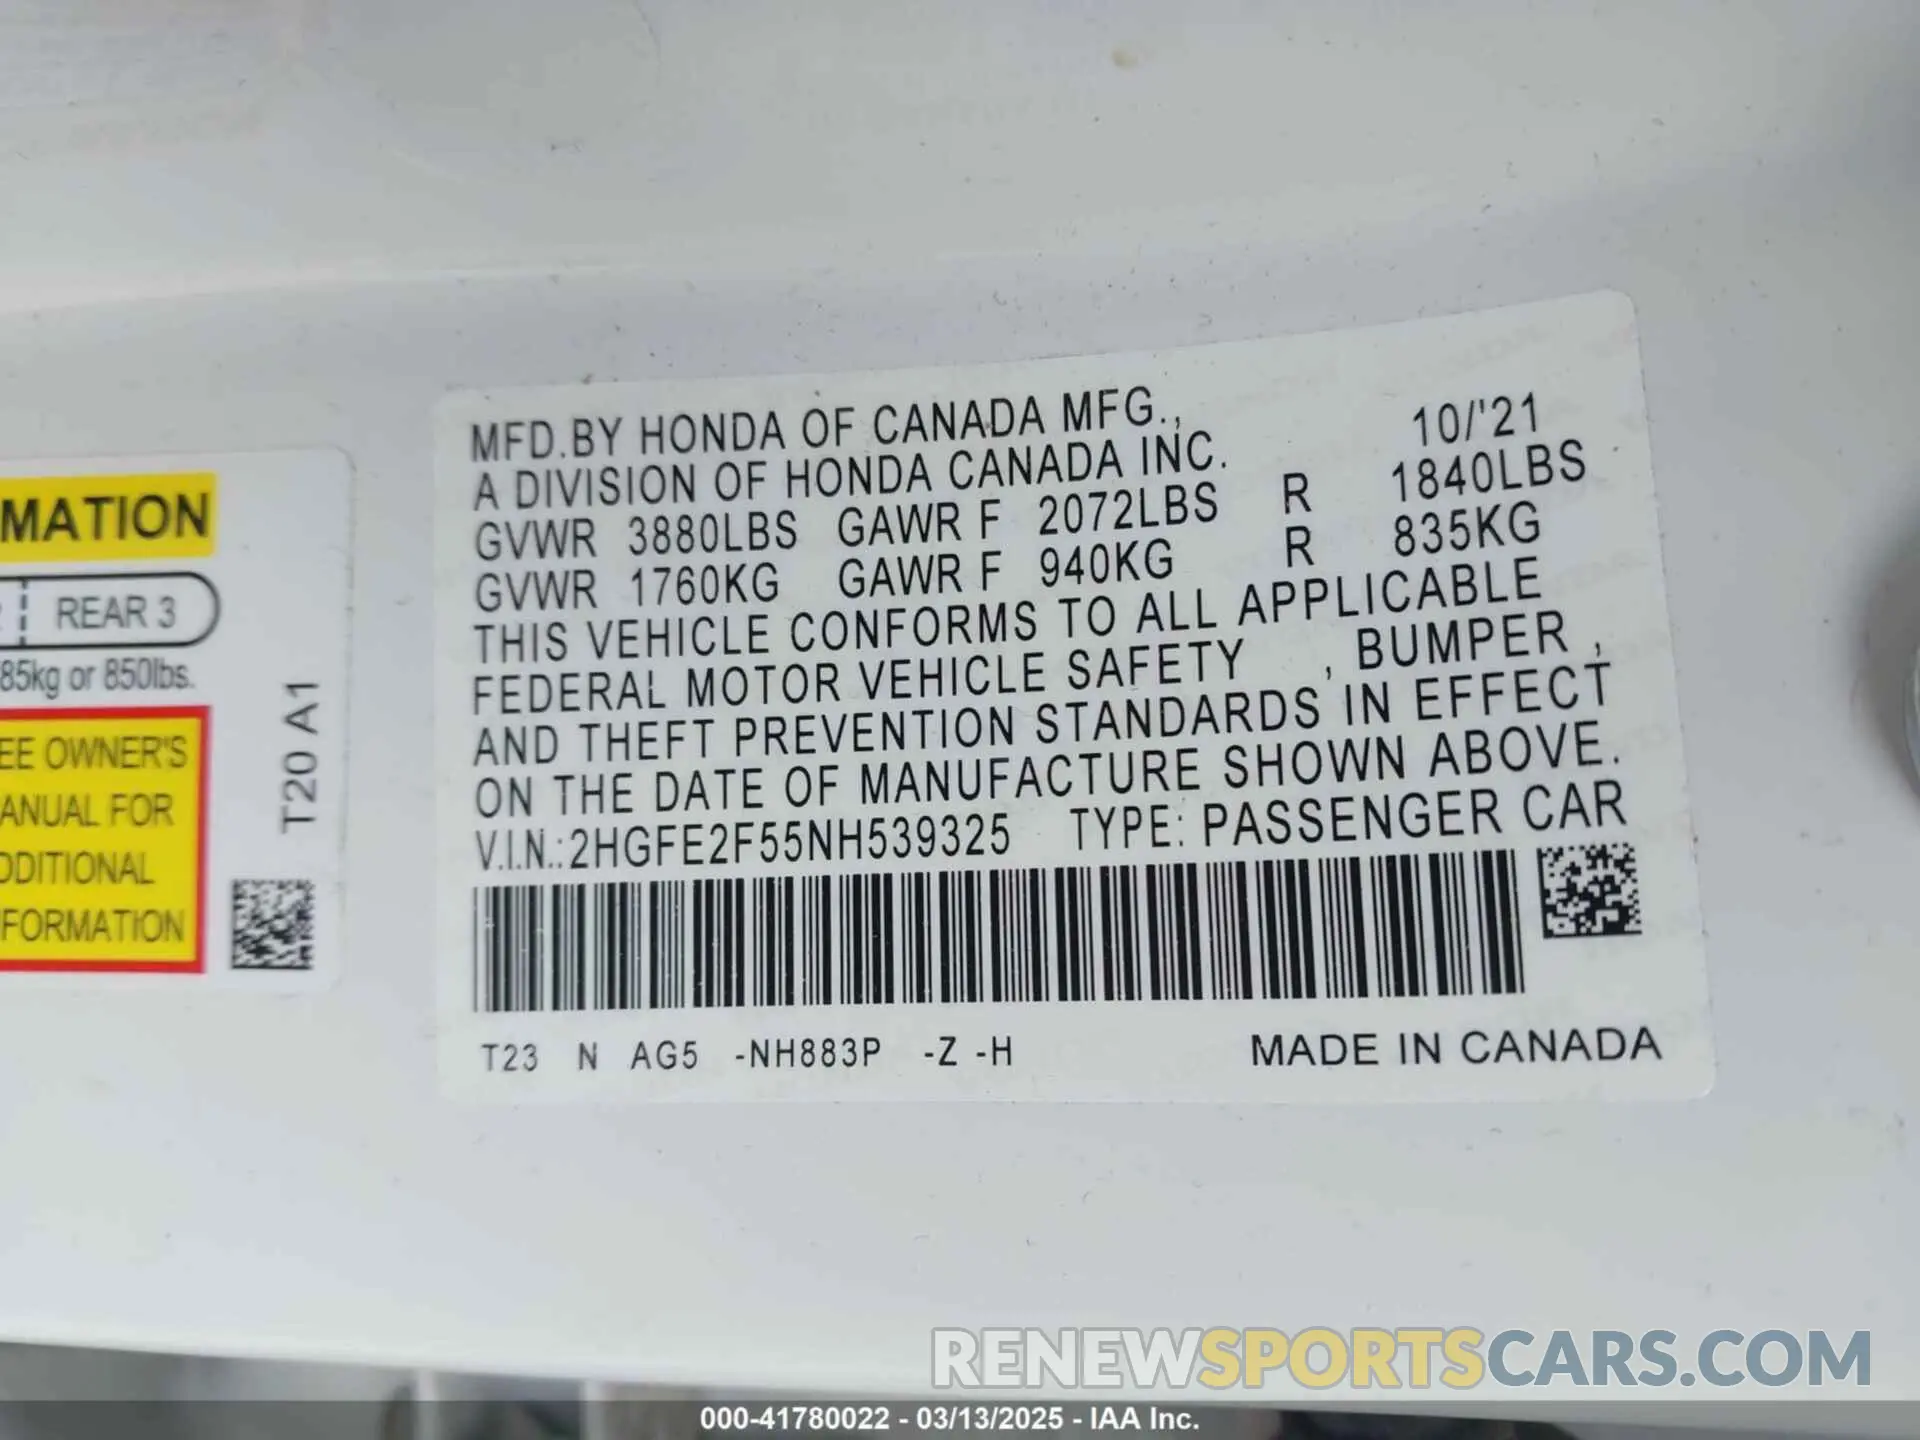 MATION
REAR 3
85kg or 850lbs.
EE OWNER'S
ANUAL FOR
DDITIONAL
FORMATION
T20 A1
MFD.BY HONDA OF CANADA MFG., 10/'21
A DIVISION OF HONDA CANADA INC.
GVWR 3880LBS GAWR F 2072LBS R 1840LBS
GVWR 1760KG GAWR F 940KG R 835KG
THIS VEHICLE CONFORMS TO ALL APPLICABLE
FEDERAL MOTOR VEHICLE SAFETY , BUMPER ,
AND THEFT PREVENTION STANDARDS IN EFFECT
ON THE DATE OF MANUFACTURE SHOWN ABOVE.
V.I.N.:2HGFE2F55NH539325 TYPE: PASSENGER CAR
T23 N AG5 -NH883P -Z -H MADE IN CANADA
RENEWSPORTSCARS.COM
000-41780022 - 03/13/2025 - IAA Inc.